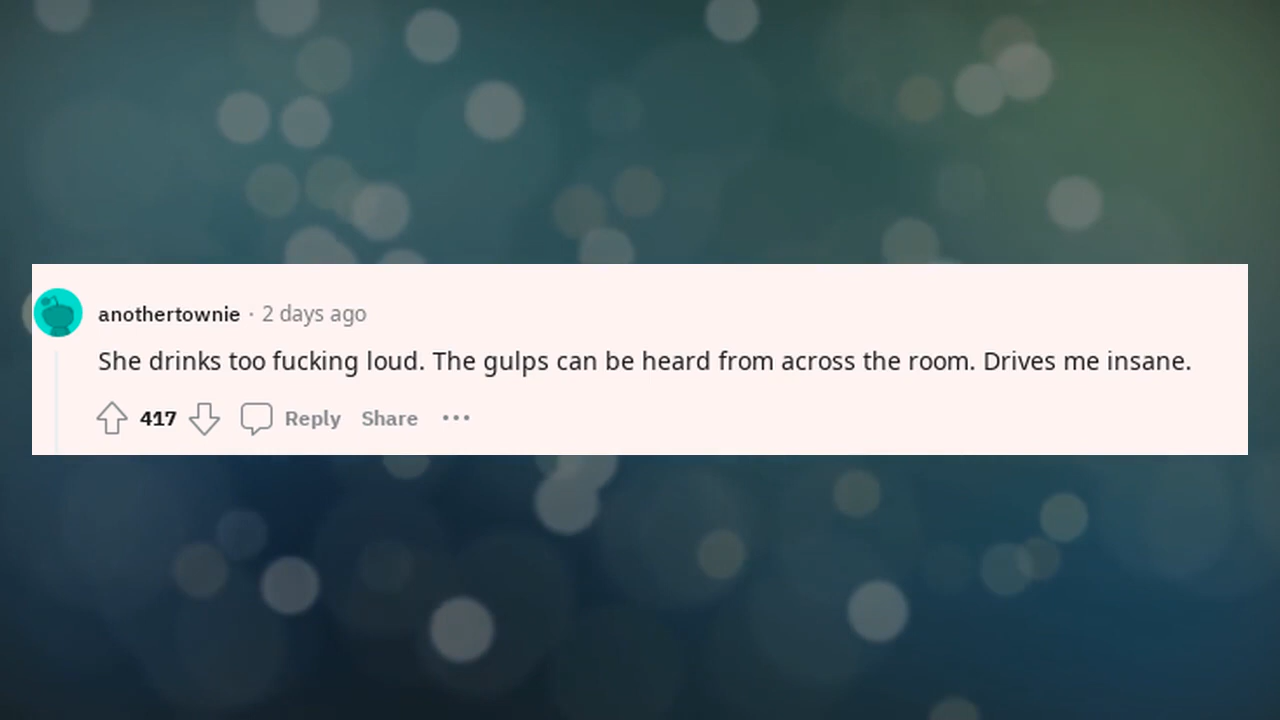 anothertownie · 2 days ago
She drinks too fucking loud. The gulps can be heard from across the room. Drives me insane.
417 Reply Share ···